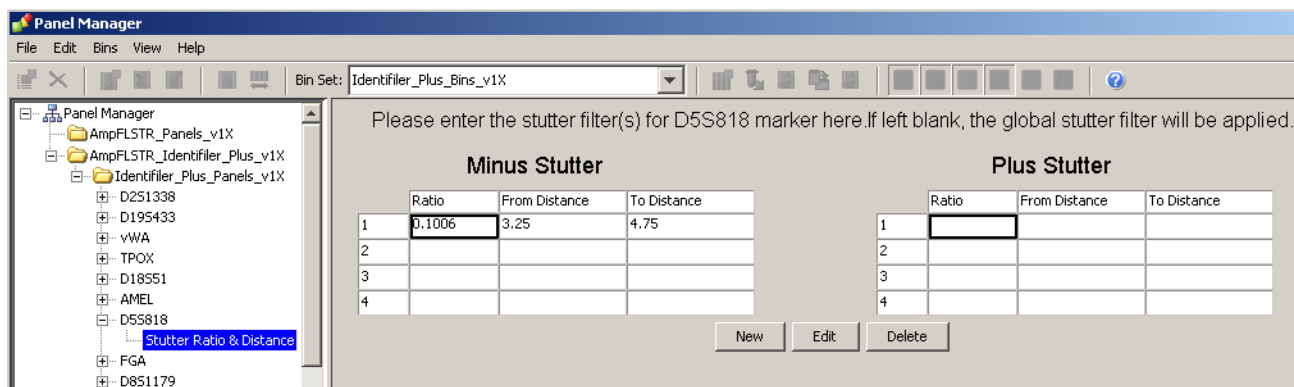 Panel Manager
File Edit Bins View Help
Bin Set: Identifiler_Plus_Bins_v1X
Panel Manager
AmpFLSTR_Panels_v1X
AmpFLSTR_Identifiler_Plus_v1X
Identifiler_Plus_Panels_v1X
D2S1338
D19S433
vWA
TPOX
D18S51
AMEL
D5S818
Stutter Ratio & Distance
FGA
D8S1179
Please enter the stutter filter(s) for D5S818 marker here.If left blank, the global stutter filter will be applied.
Minus Stutter
Ratio From Distance To Distance
1 0.1006 3.25 4.75
2
3
4
Plus Stutter
Ratio From Distance To Distance
1
2
3
4
New Edit Delete